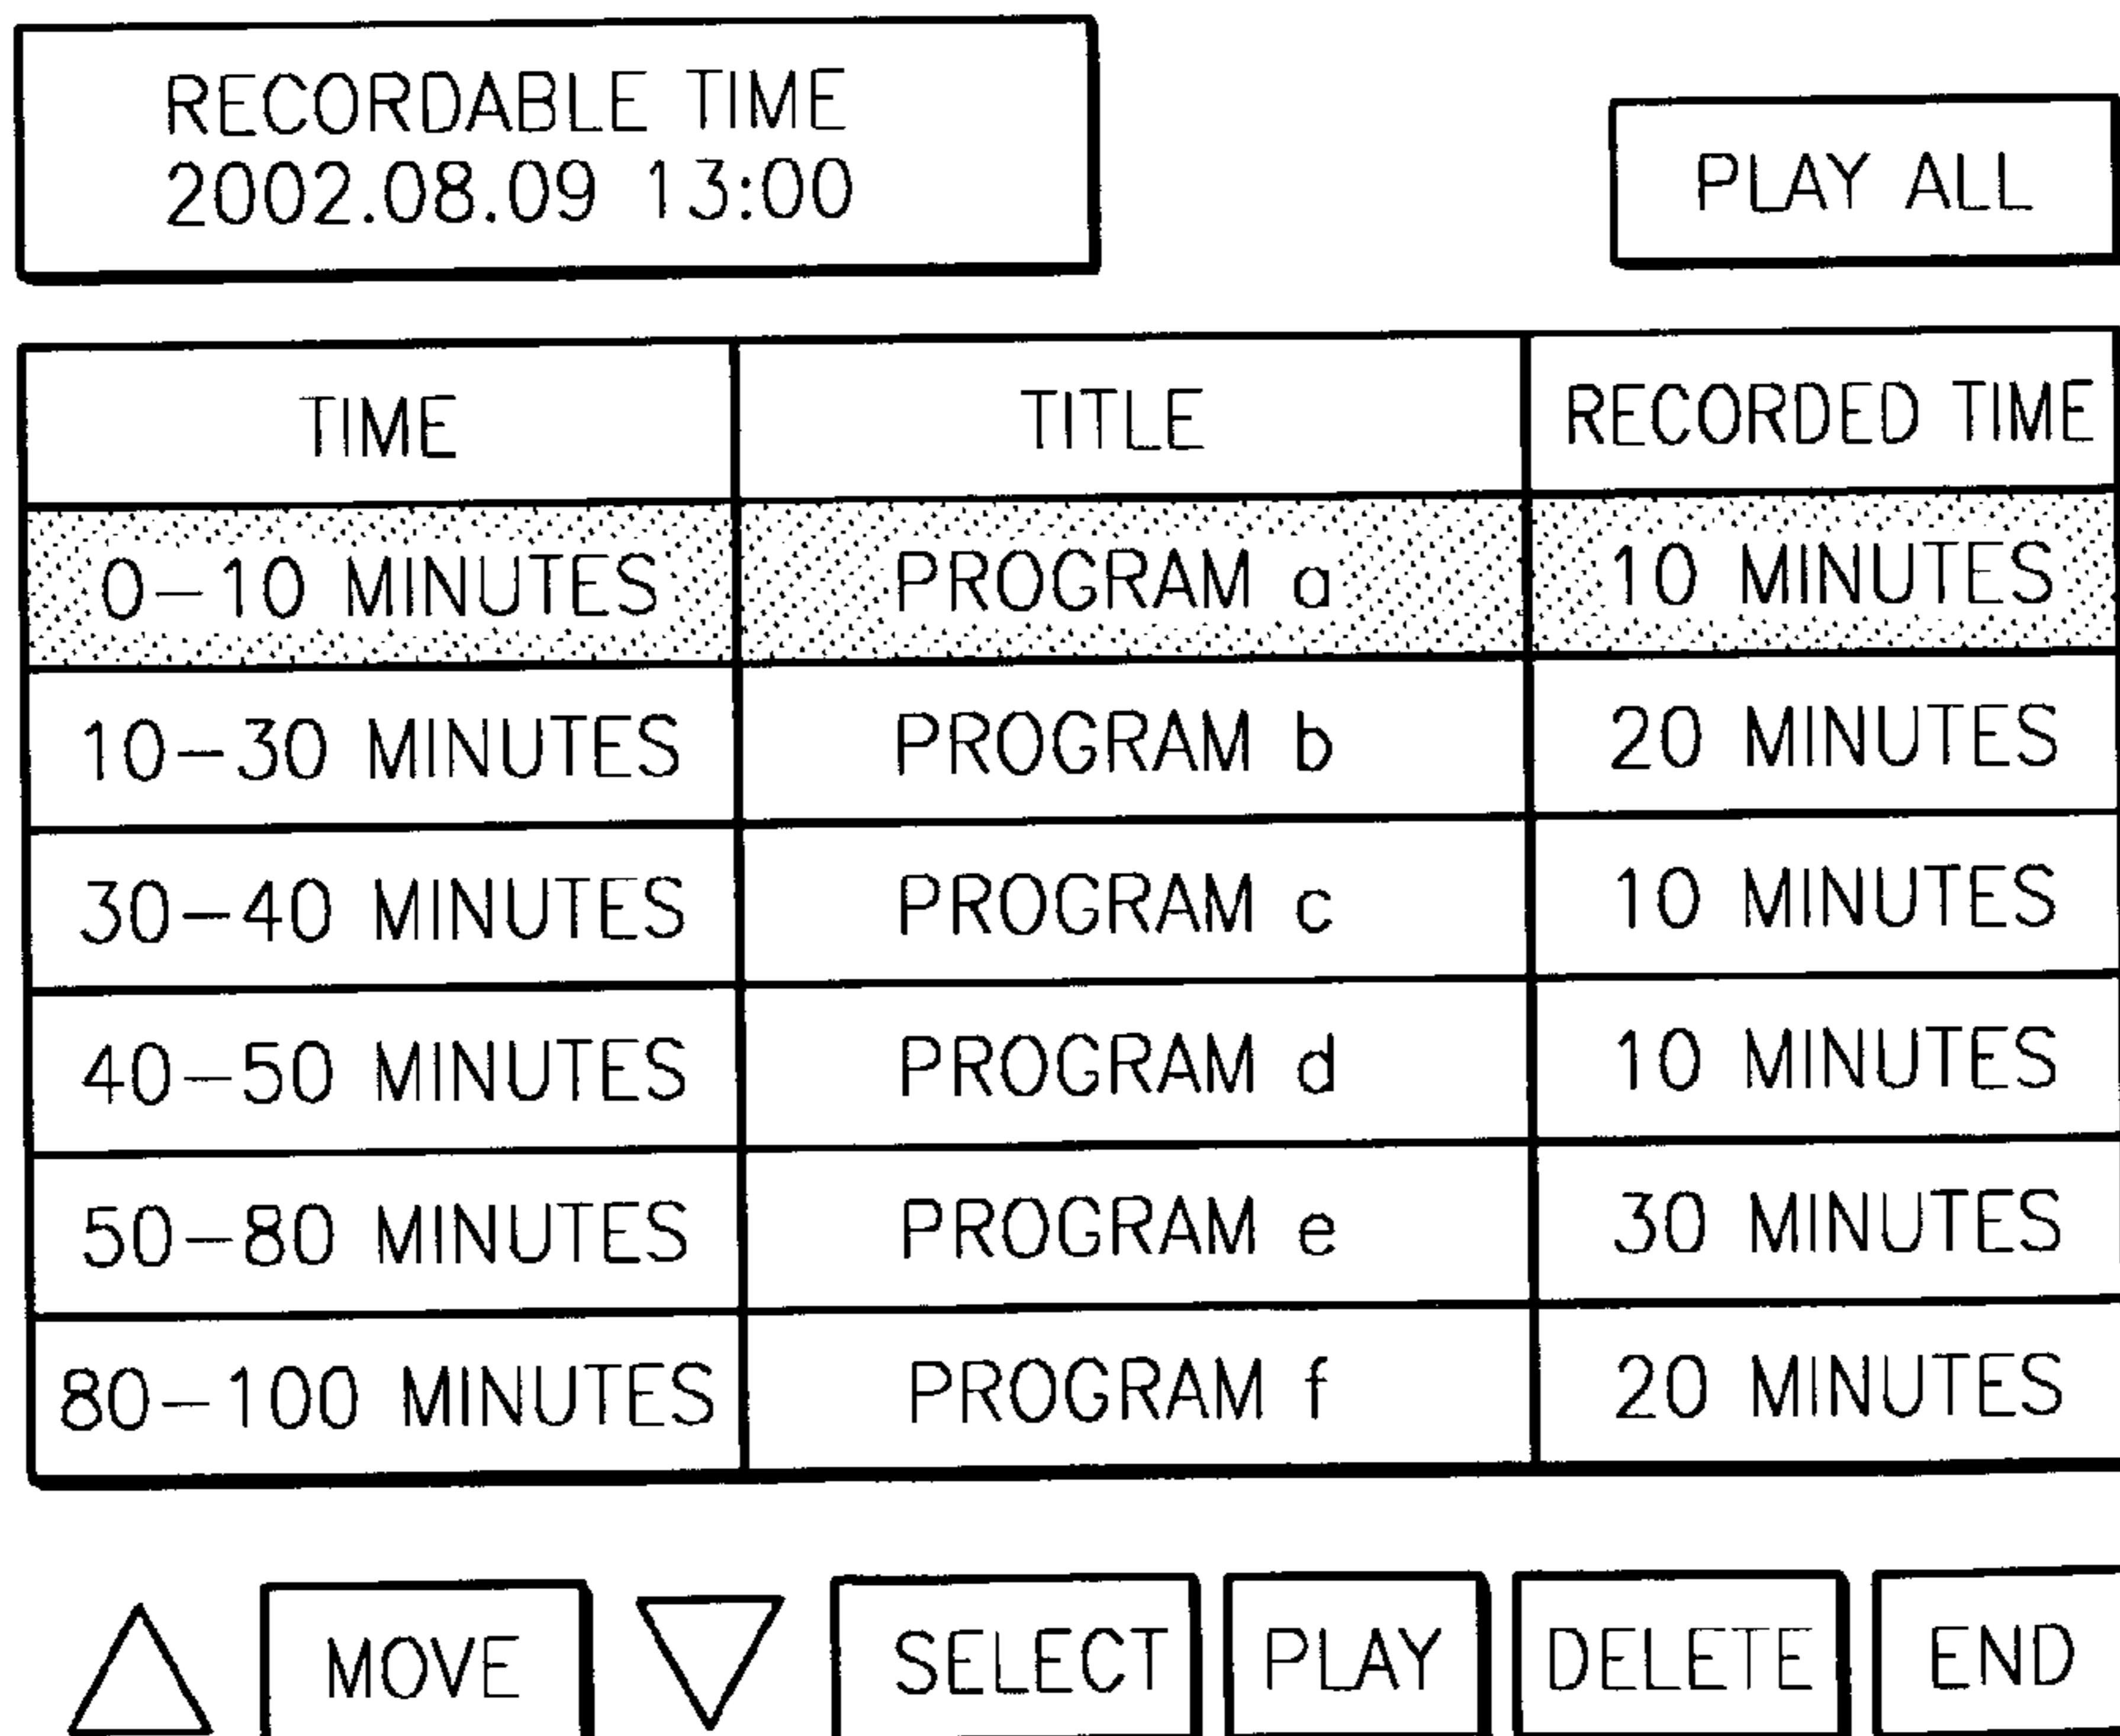 RECORDABLE TIME
2002.08.09 13:00
PLAY ALL
TIME TITLE RECORDED TIME
0-10 MINUTES PROGRAM a 10 MINUTES
10-30 MINUTES PROGRAM b 20 MINUTES
30-40 MINUTES PROGRAM c 10 MINUTES
40-50 MINUTES PROGRAM d 10 MINUTES
50-80 MINUTES PROGRAM e 30 MINUTES
80-100 MINUTES PROGRAM f 20 MINUTES
MOVE SELECT PLAY DELETE END